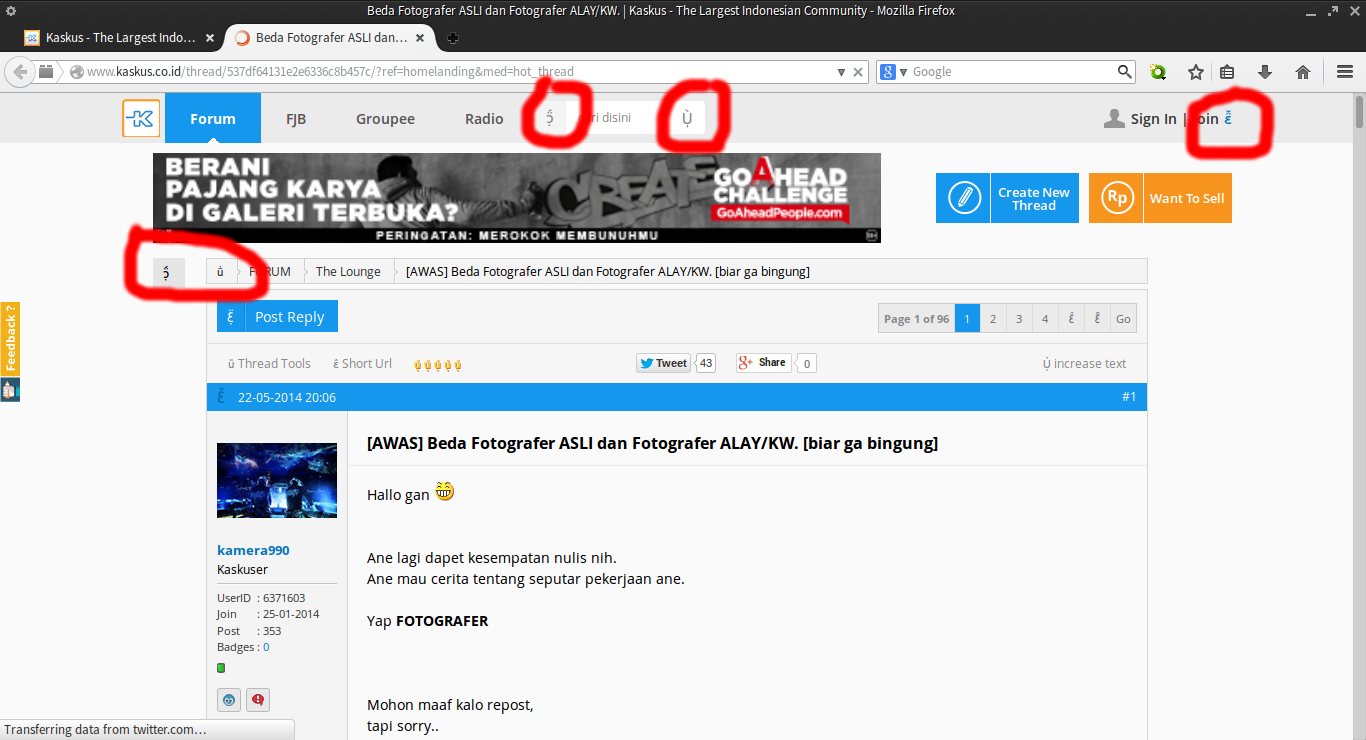 Beda Fotografer ASLI dan Fotografer ALAY/KW. | Kaskus - The Largest Indonesian Community - Mozilla Firefox
Kaskus - The Largest Indo... Beda Fotografer ASLI dan...
www.kaskus.co.id/thread/537df64131e2e6336c8b457c/?ref=homelanding&med=hot_thread Google
Forum FJB Groupee Radio disini Sign In |
BERANI
PAJANG KARYA
DI GALERI TERBUKA?
CREATE
GO AHEAD
CHALLENGE
GoAheadPeople.com
PERINGATAN: MEROKOK MEMBUNUHMU
18+
Create New
Thread
Rp Want To Sell
The Lounge [AWAS] Beda Fotografer ASLI dan Fotografer ALAY/KW. [biar ga bingung]
Feedback ?
Post Reply
Page 1 of 96 1 2 3 4 Go
Thread Tools Short Url Tweet 43 Share 0 increase text
22-05-2014 20:06 #1
[AWAS] Beda Fotografer ASLI dan Fotografer ALAY/KW. [biar ga bingung]
Hallo gan
kamera990
Kaskuser
Ane lagi dapet kesempatan nulis nih.
Ane mau cerita tentang seputar pekerjaan ane.
UserID : 6371603
Join : 25-01-2014
Post : 353
Badges : 0
Yap FOTOGRAFER
Mohon maaf kalo repost,
tapi sorry..
Transferring data from twitter.com...